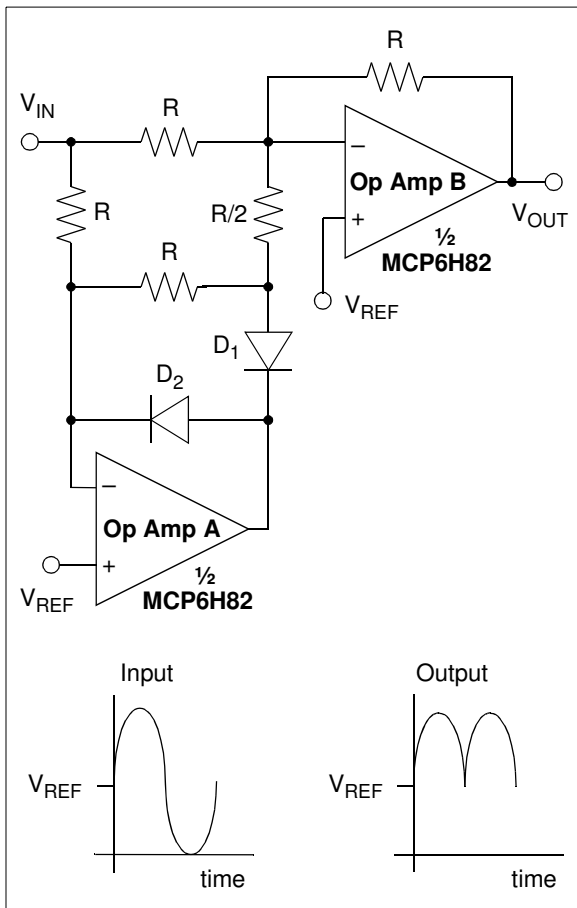 R
V_IN
R
R
R/2
R
D_1
D_2
−
+
Op Amp B
½
MCP6H82
V_OUT
V_REF
−
+
Op Amp A
½
MCP6H82
V_REF
Input
V_REF
time
Output
V_REF
time